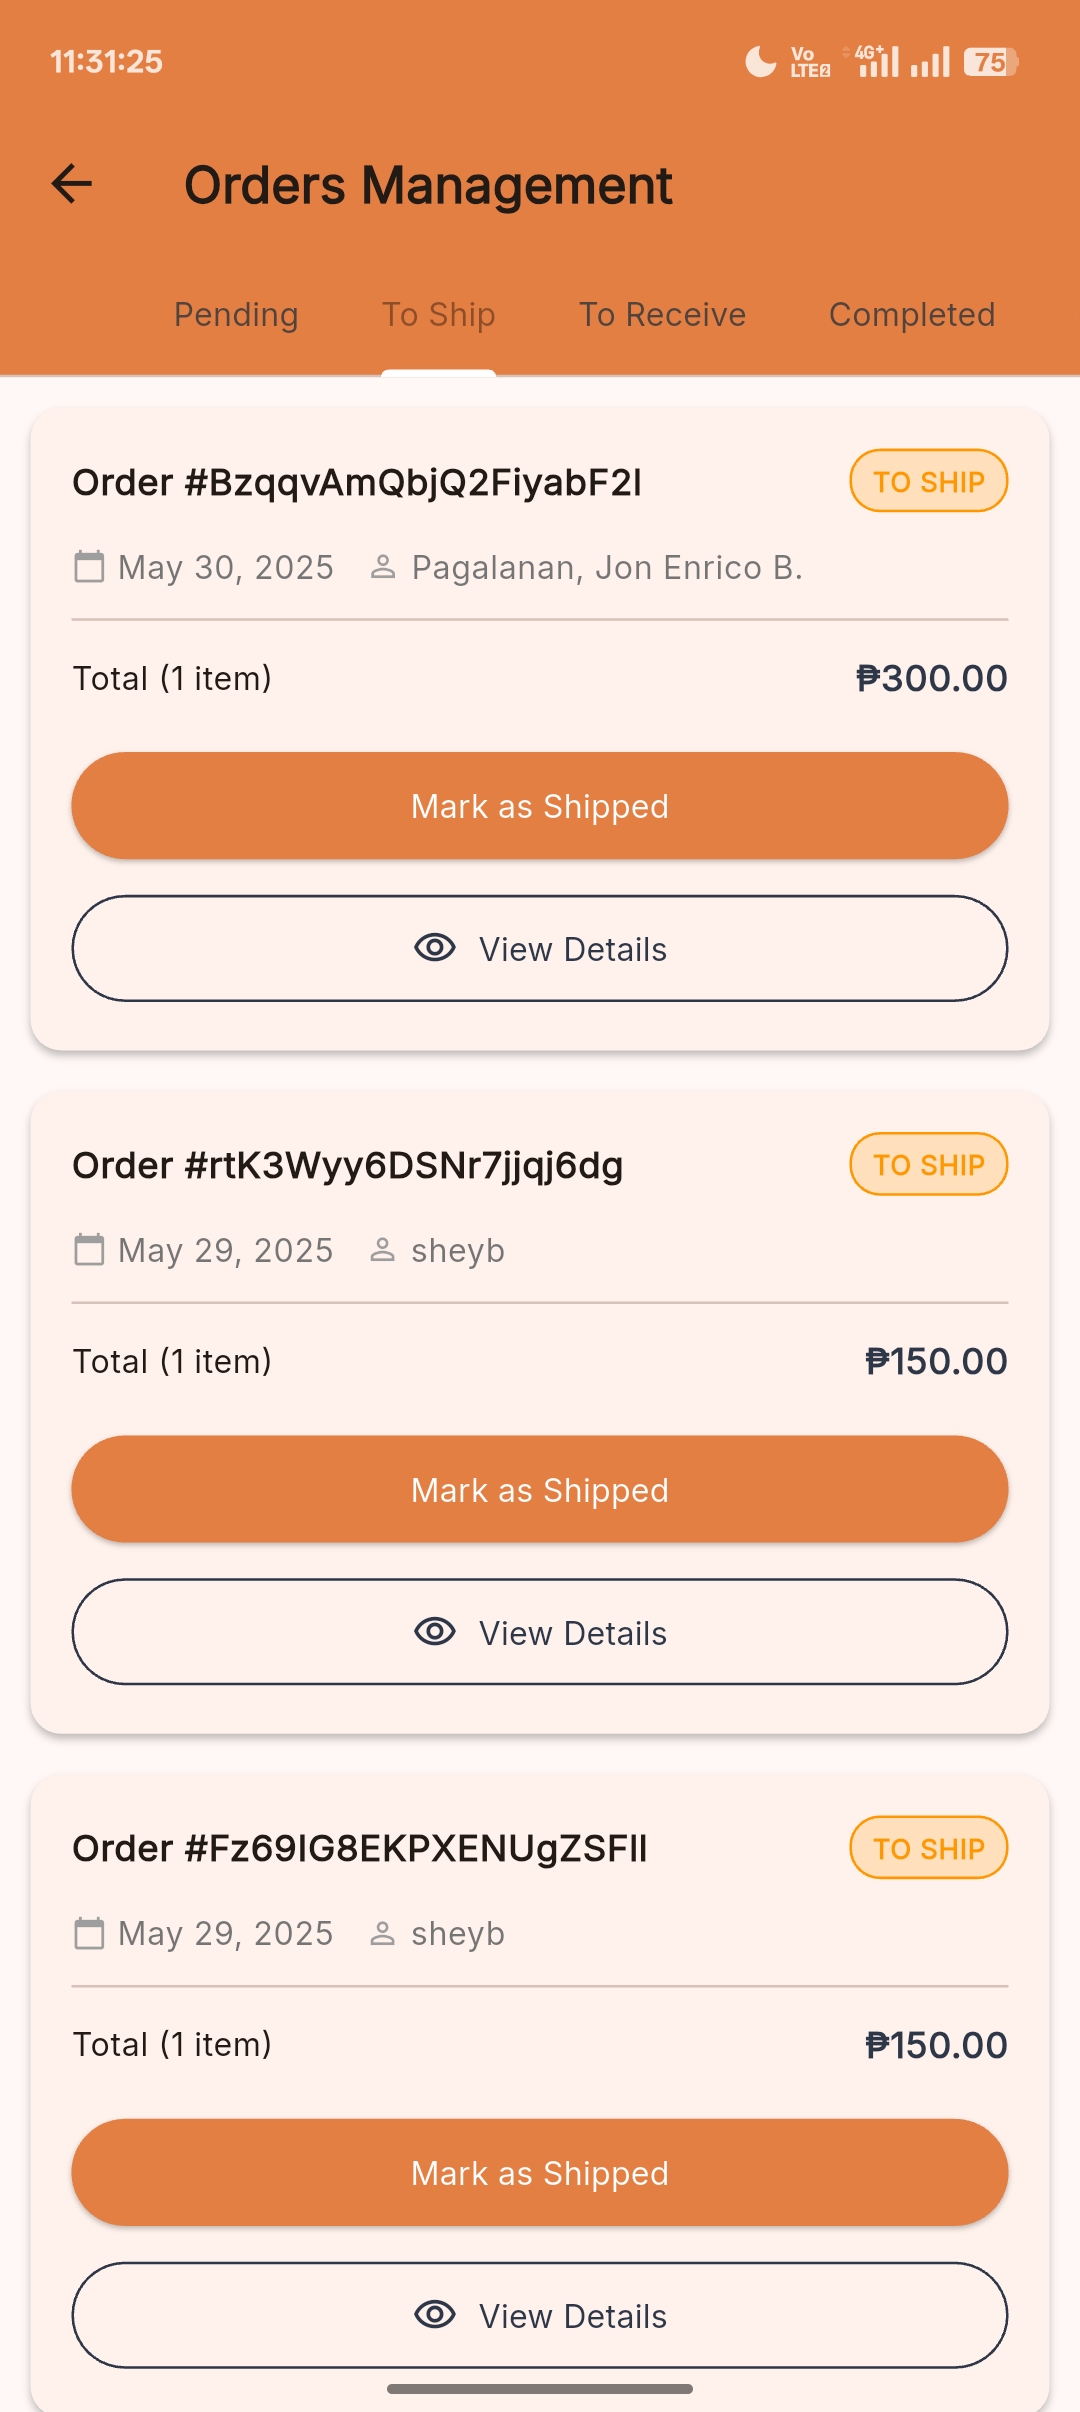 11:31:25
Vo LTE2 4G+ 75
Orders Management
Pending To Ship To Receive Completed
Order #BzqqvAmQbjQ2FiyabF2I TO SHIP
May 30, 2025 Pagalanan, Jon Enrico B.
Total (1 item) ₱300.00
Mark as Shipped
View Details
Order #rtK3Wyy6DSNr7jjqj6dg TO SHIP
May 29, 2025 sheyb
Total (1 item) ₱150.00
Mark as Shipped
View Details
Order #Fz69IG8EKPXENUgZSFII TO SHIP
May 29, 2025 sheyb
Total (1 item) ₱150.00
Mark as Shipped
View Details